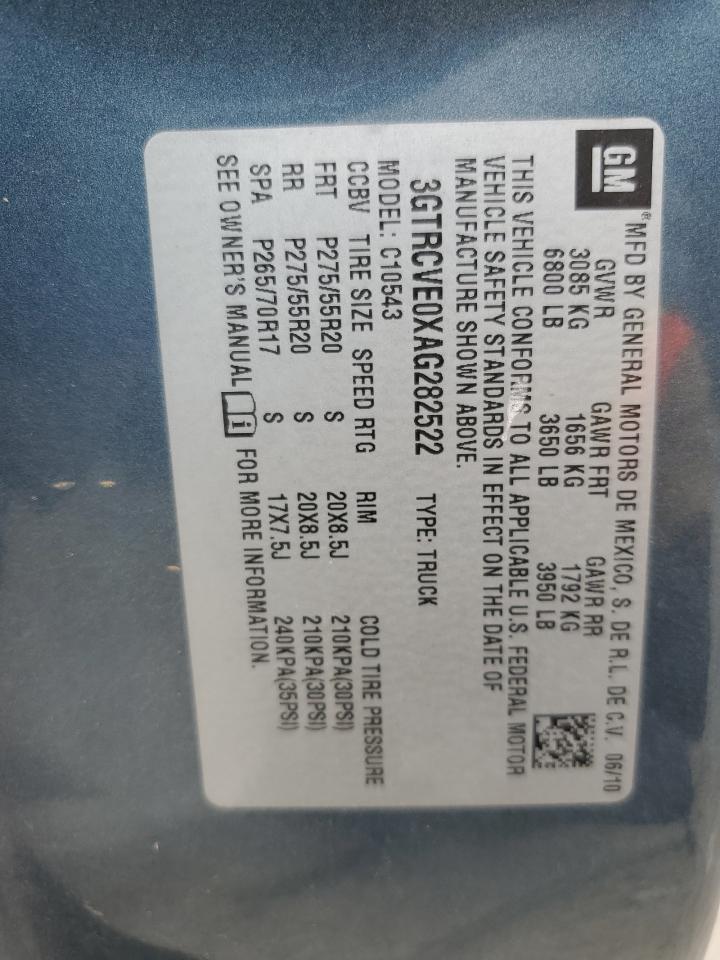 GM
® MFD BY GENERAL MOTORS DE MEXICO, S. DE R.L. DE C.V. 06/10
GVWR GAWR FRT GAWR RR
3085 KG 1656 KG 1792 KG
6800 LB 3650 LB 3950 LB
THIS VEHICLE CONFORMS TO ALL APPLICABLE U.S. FEDERAL MOTOR
VEHICLE SAFETY STANDARDS IN EFFECT ON THE DATE OF
MANUFACTURE SHOWN ABOVE.
3GTRCVE0XAG282522 TYPE: TRUCK
MODEL: C10543
CCBV TIRE SIZE SPEED RTG RIM COLD TIRE PRESSURE
FRT P275/55R20 S 20X8.5J 210KPA(30PSI)
RR P275/55R20 S 20X8.5J 210KPA(30PSI)
SPA P265/70R17 S 17X7.5J 240KPA(35PSI)
SEE OWNER'S MANUAL i FOR MORE INFORMATION.